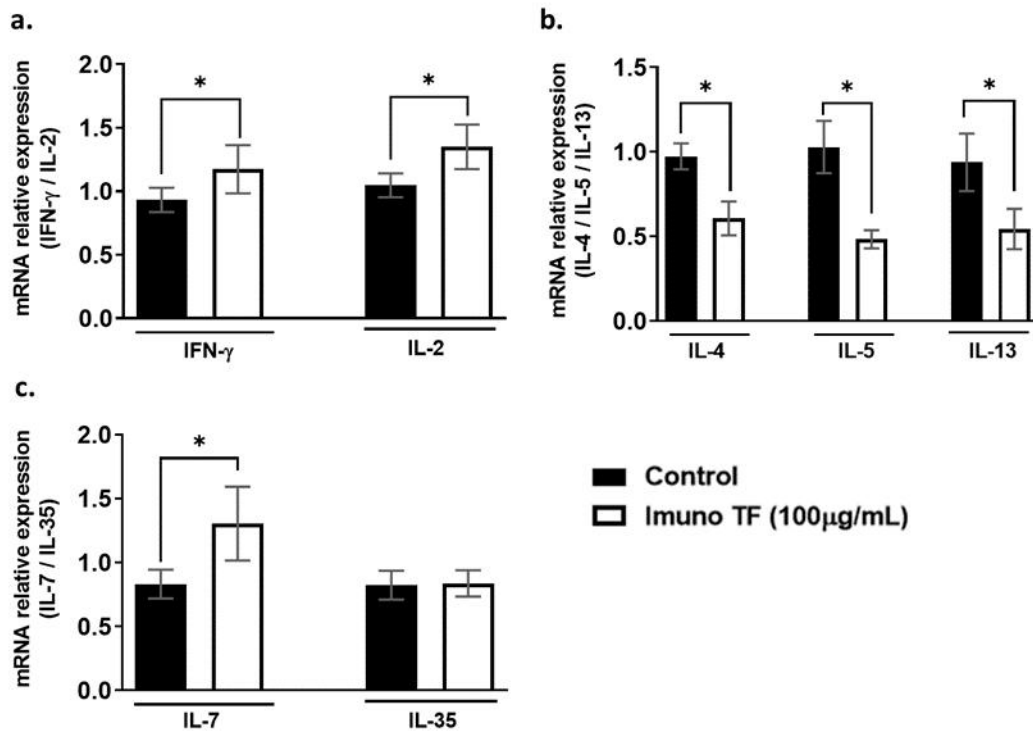 a.
mRNA relative expression
(IFN-γ / IL-2)
2.0
1.5
1.0
0.5
0.0
*
*
IFN-γ
IL-2
b.
mRNA relative expression
(IL-4 / IL-5 / IL-13)
1.5
1.0
0.5
0.0
*
*
*
IL-4
IL-5
IL-13
c.
mRNA relative expression
(IL-7 / IL-35)
2.0
1.5
1.0
0.5
0.0
*
IL-7
IL-35
Control
Imuno TF (100μg/mL)